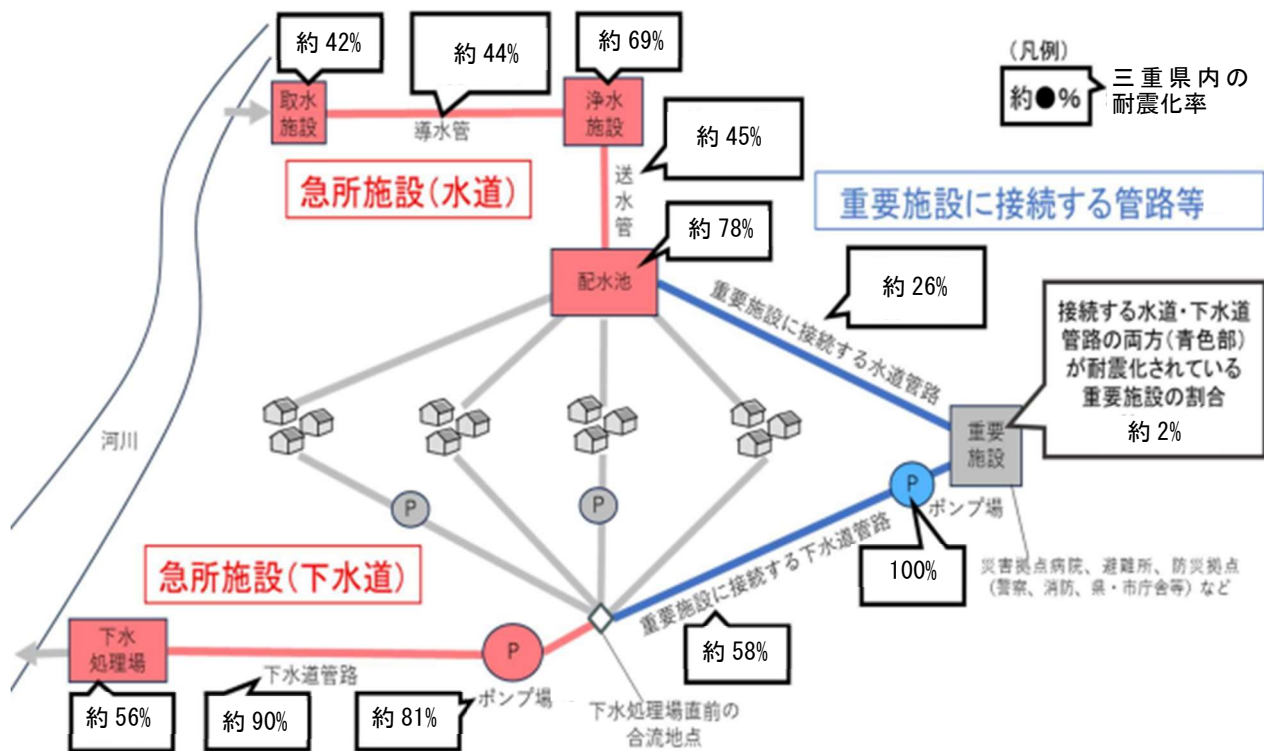 約 42%
約 44%
約 69%
(凡例)
約●%
三重県内の
耐震化率
取水
施設
導水管
浄水
施設
約 45%
急所施設(水道)
送水管
重要施設に接続する管路等
約 78%
配水池
約 26%
重要施設に接続する水道管路
接続する水道・下水道
管路の両方(青色部)
が耐震化されている
重要施設の割合
約 2%
河川
重要
施設
P
P
P
ポンプ場
重要施設に接続する下水道管路
100%
災害拠点病院、避難所、防災拠点
(警察、消防、県・市庁舎等)など
急所施設(下水道)
約 58%
下水
処理場
下水道管路
P
ポンプ場
下水処理場直前の
合流地点
約 56%
約 90%
約 81%